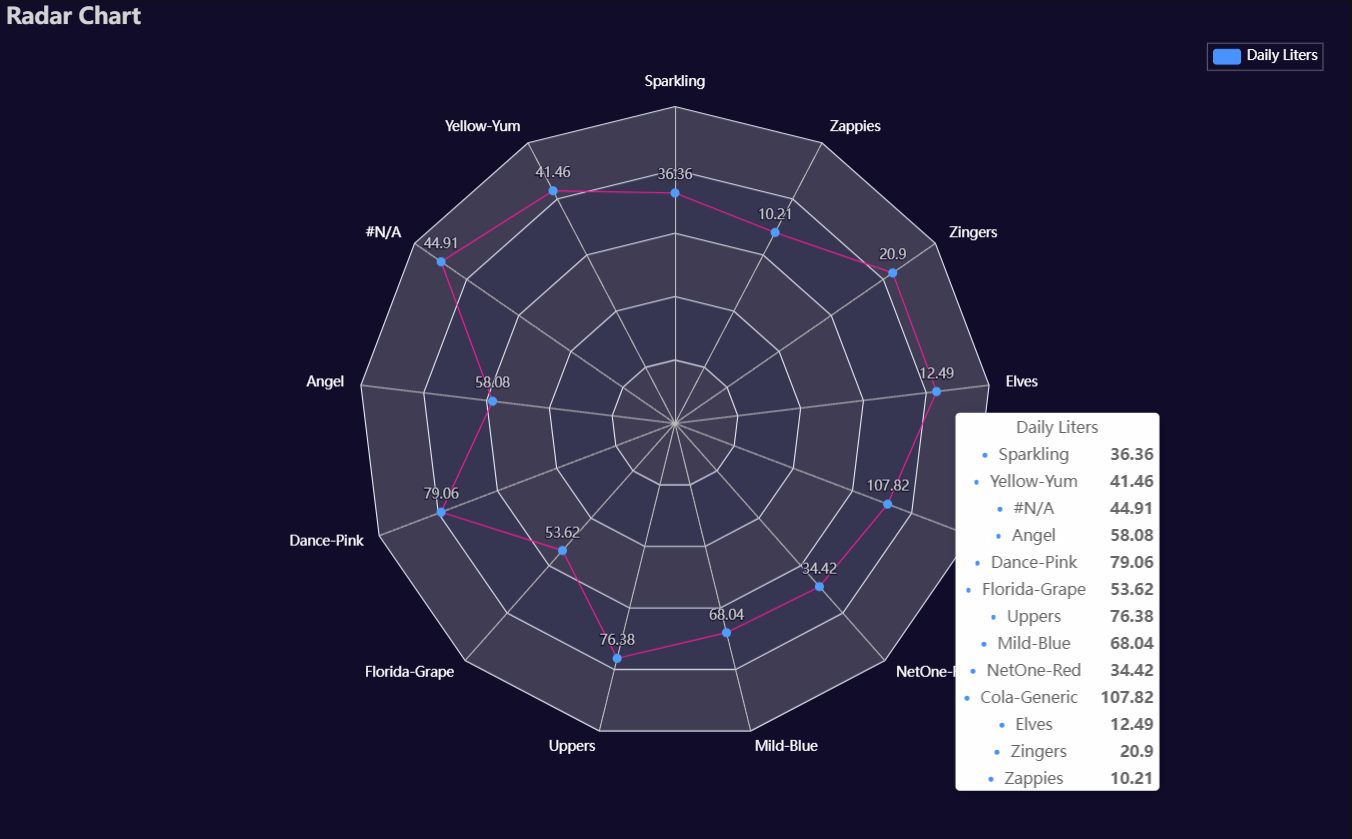 Radar Chart
Daily Liters
Sparkling
Yellow-Yum
Zappies
41.46
36.36
10.21
#N/A
44.91
20.9
Zingers
Angel
58.08
12.49
Elves
Daily Liters
Sparkling 36.36
Yellow-Yum 41.46
#N/A 44.91
Angel 58.08
Dance-Pink 79.06
Florida-Grape 53.62
Uppers 76.38
Mild-Blue 68.04
NetOne-Red 34.42
Cola-Generic 107.82
Elves 12.49
Zingers 20.9
Zappies 10.21
79.06
107.82
Dance-Pink
53.62
34.42
76.38
68.04
Florida-Grape
NetOne-
Uppers
Mild-Blue